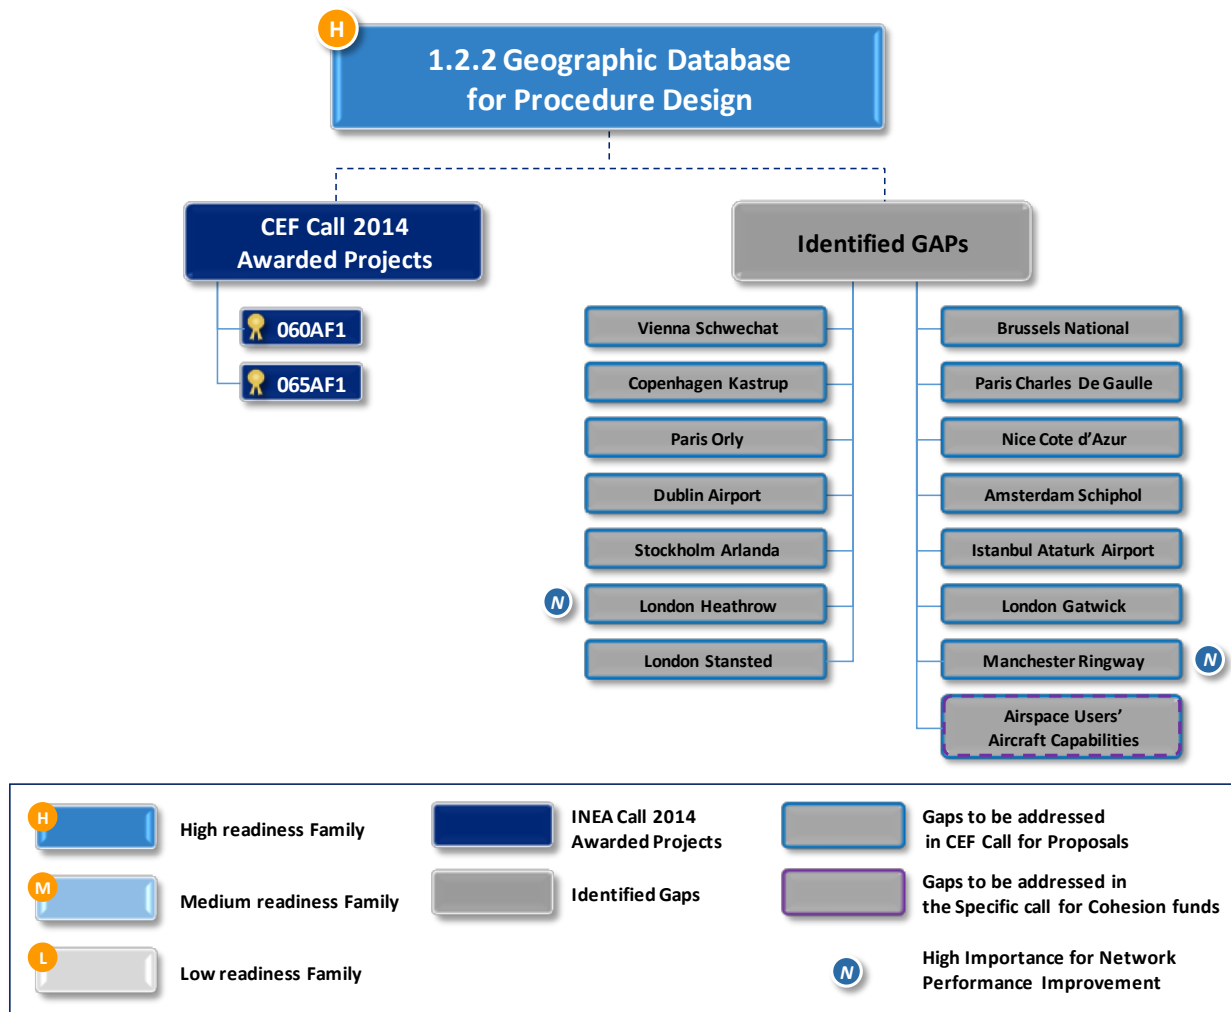 H
1.2.2 Geographic Database
for Procedure Design
CEF Call 2014
Awarded Projects
060AF1
065AF1
Identified GAPs
Vienna Schwechat
Copenhagen Kastrup
Paris Orly
Dublin Airport
Stockholm Arlanda
N
London Heathrow
London Stansted
Brussels National
Paris Charles De Gaulle
Nice Cote d'Azur
Amsterdam Schiphol
Istanbul Ataturk Airport
London Gatwick
Manchester Ringway
N
Airspace Users'
Aircraft Capabilities
H
High readiness Family
M
Medium readiness Family
L
Low readiness Family
INEA Call 2014
Awarded Projects
Identified Gaps
Gaps to be addressed
in CEF Call for Proposals
Gaps to be addressed in
the Specific call for Cohesion funds
N
High Importance for Network
Performance Improvement